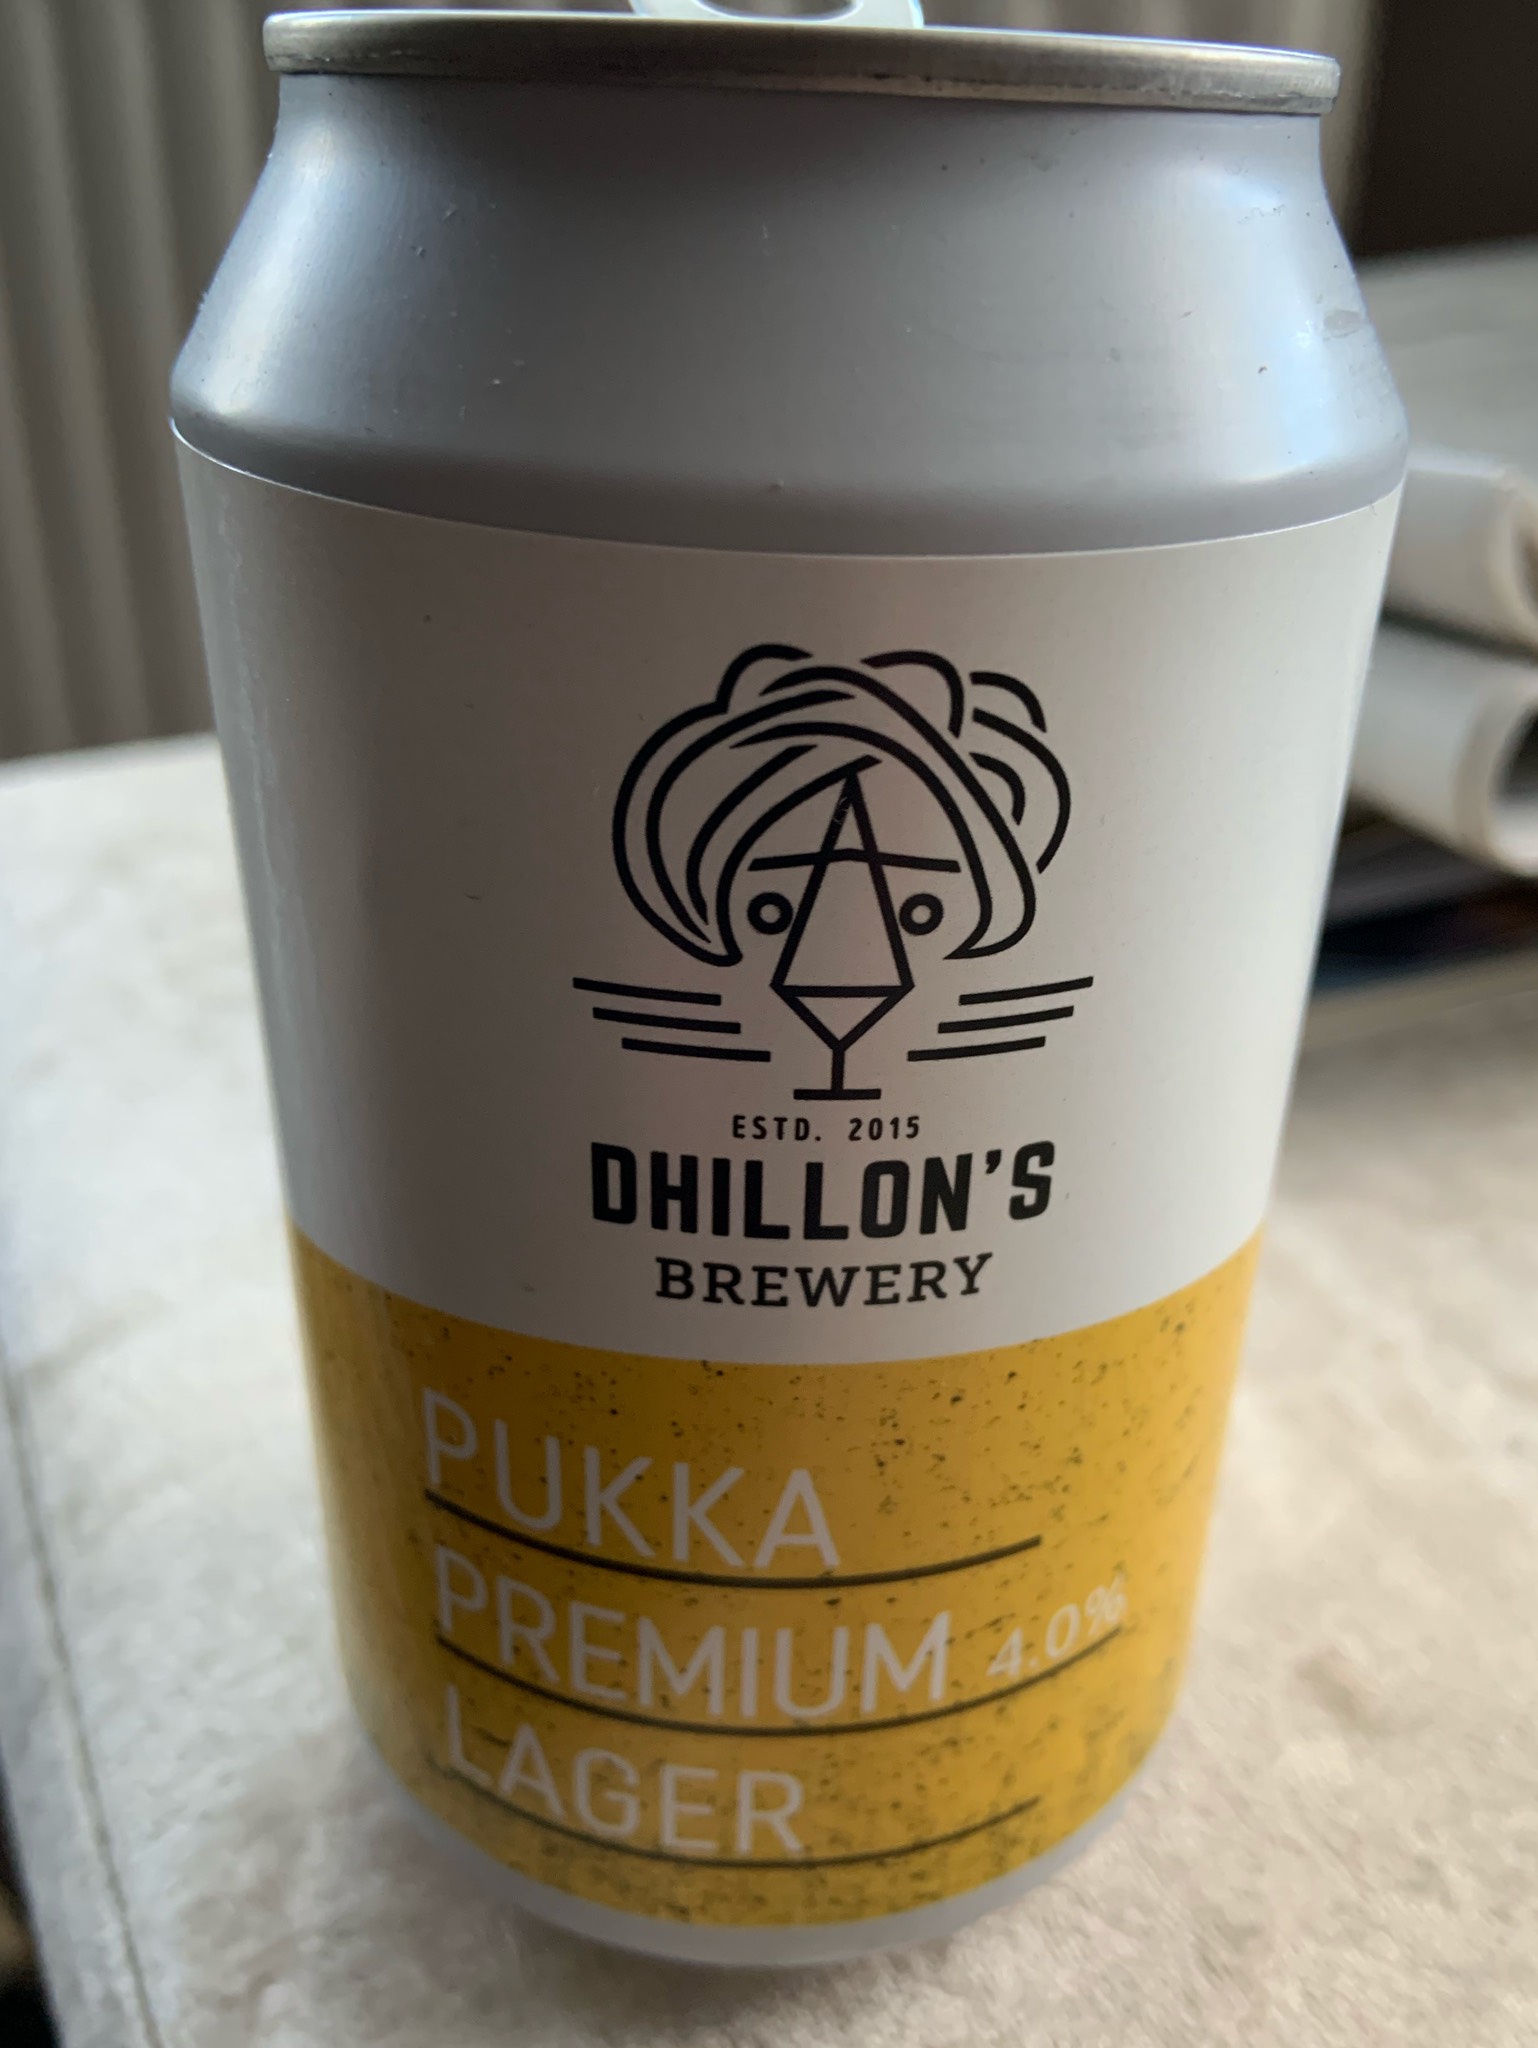 ESTD. 2015
DHILLON'S
BREWERY
PUKKA
PREMIUM 4.0%
LAGER